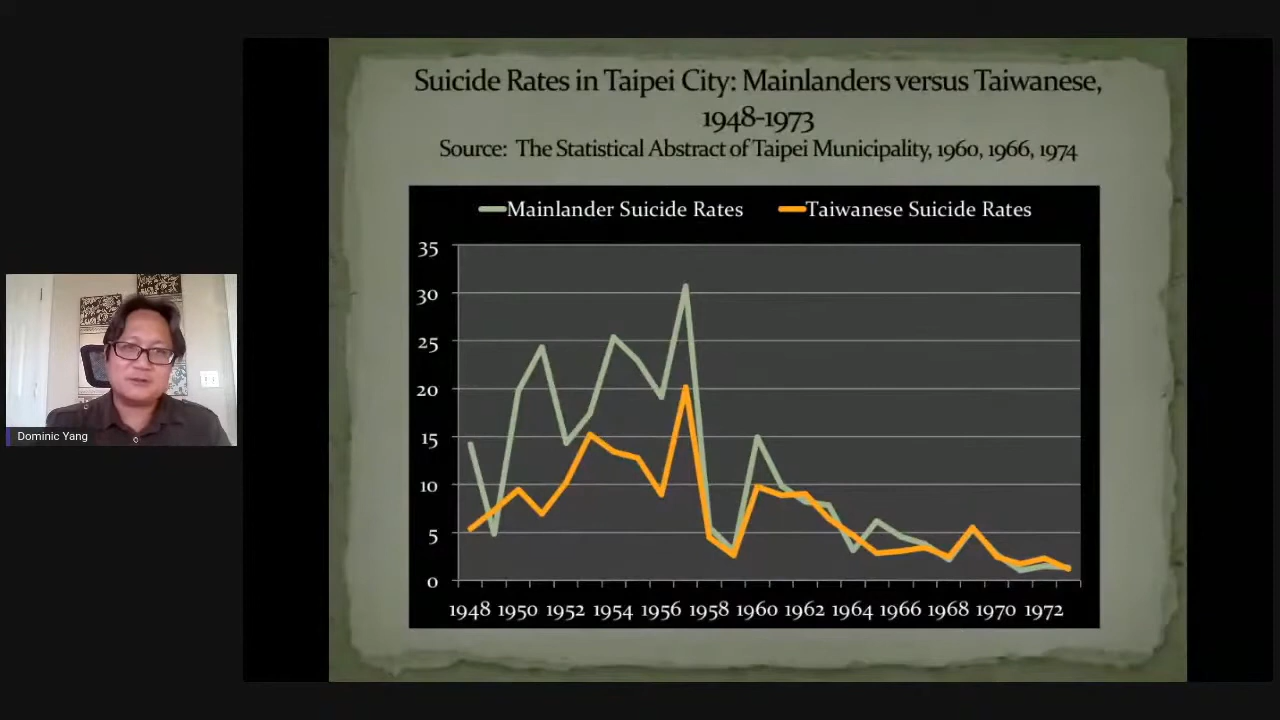 Suicide Rates in Taipei City: Mainlanders versus Taiwanese,
1948-1973
Source: The Statistical Abstract of Taipei Municipality, 1960, 1966, 1974
Mainlander Suicide Rates Taiwanese Suicide Rates
35
30
25
20
15
10
5
0
1948 1950 1952 1954 1956 1958 1960 1962 1964 1966 1968 1970 1972
Dominic Yang